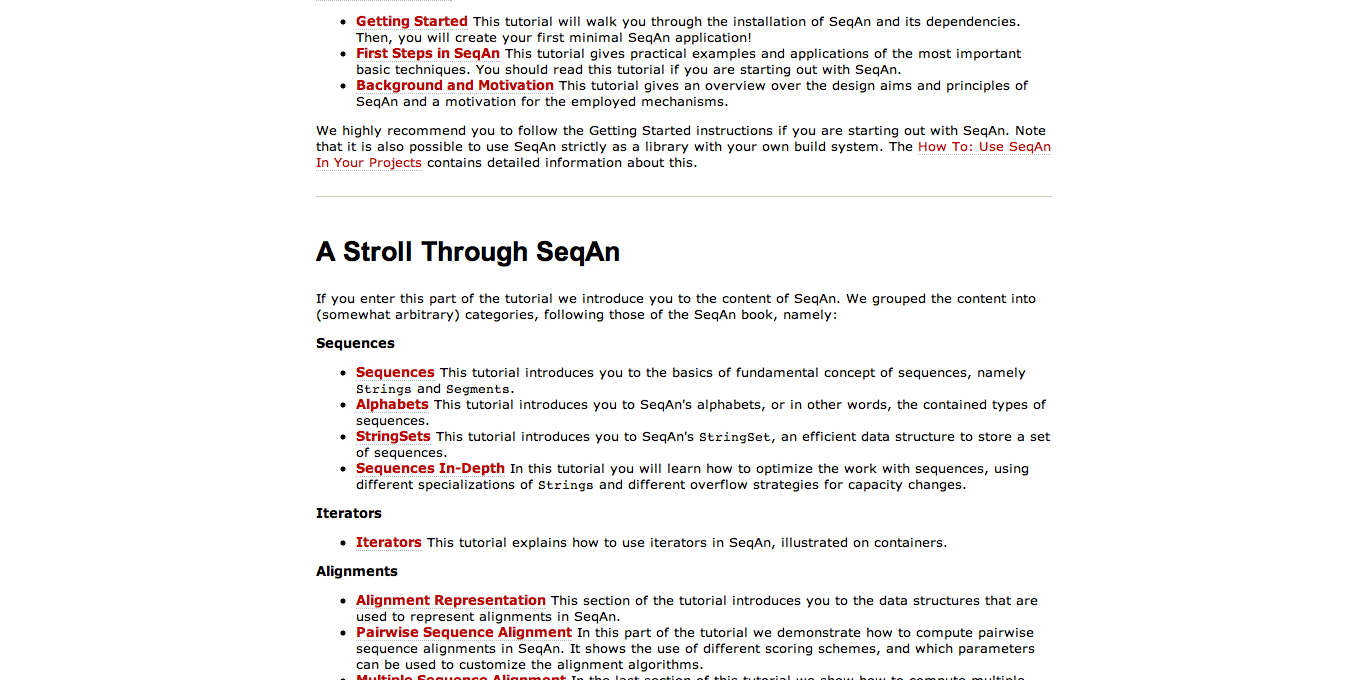 Getting Started This tutorial will walk you through the installation of SeqAn and its dependencies.
Then, you will create your first minimal SeqAn application!
First Steps in SeqAn This tutorial gives practical examples and applications of the most important
basic techniques. You should read this tutorial if you are starting out with SeqAn.
Background and Motivation This tutorial gives an overview over the design aims and principles of
SeqAn and a motivation for the employed mechanisms.
We highly recommend you to follow the Getting Started instructions if you are starting out with SeqAn. Note
that it is also possible to use SeqAn strictly as a library with your own build system. The How To: Use SeqAn
In Your Projects contains detailed information about this.
A Stroll Through SeqAn
If you enter this part of the tutorial we introduce you to the content of SeqAn. We grouped the content into
(somewhat arbitrary) categories, following those of the SeqAn book, namely:
Sequences
Sequences This tutorial introduces you to the basics of fundamental concept of sequences, namely
Strings and Segments.
Alphabets This tutorial introduces you to SeqAn's alphabets, or in other words, the contained types of
sequences.
StringSets This tutorial introduces you to SeqAn's StringSet, an efficient data structure to store a set
of sequences.
Sequences In-Depth In this tutorial you will learn how to optimize the work with sequences, using
different specializations of Strings and different overflow strategies for capacity changes.
Iterators
Iterators This tutorial explains how to use iterators in SeqAn, illustrated on containers.
Alignments
Alignment Representation This section of the tutorial introduces you to the data structures that are
used to represent alignments in SeqAn.
Pairwise Sequence Alignment In this part of the tutorial we demonstrate how to compute pairwise
sequence alignments in SeqAn. It shows the use of different scoring schemes, and which parameters
can be used to customize the alignment algorithms.
Multiple Sequence Alignment In the last section of this tutorial we show how to compute multiple